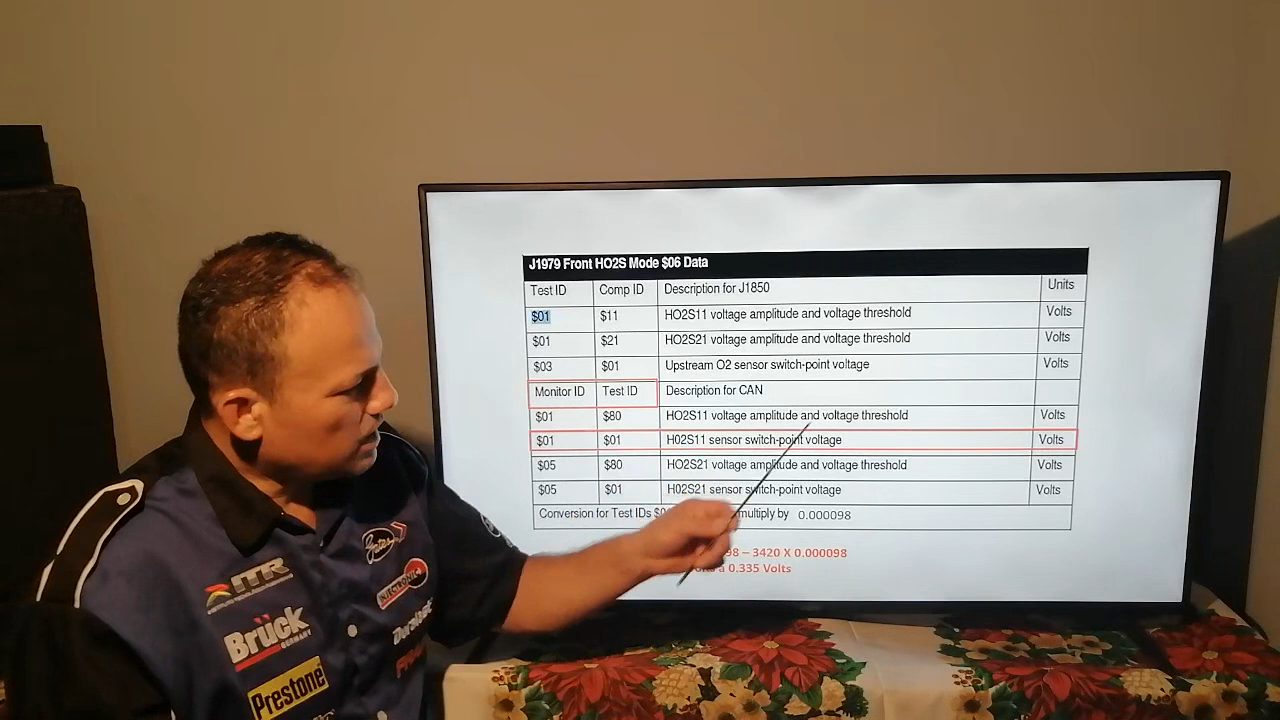 J1979 Front HO2S Mode $06 Data
Test ID Comp ID Description for J1850 Units
$01 $11 HO2S11 voltage amplitude and voltage threshold Volts
$01 $21 HO2S21 voltage amplitude and voltage threshold Volts
$03 $01 Upstream O2 sensor switch-point voltage Volts
Monitor ID Test ID Description for CAN
$01 $80 HO2S11 voltage amplitude and voltage threshold Volts
$01 $01 H02S11 sensor switch-point voltage Volts
$05 $80 HO2S21 voltage amplitude and voltage threshold Volts
$05 $01 H02S21 sensor switch-point voltage Volts
Conversion for Test IDs multiply by 0.000098
98 – 3420 X 0.000098
a 0.335 Volts
Gates
ITR
INJECTRONIC
Brück
GERMANY
Prestone